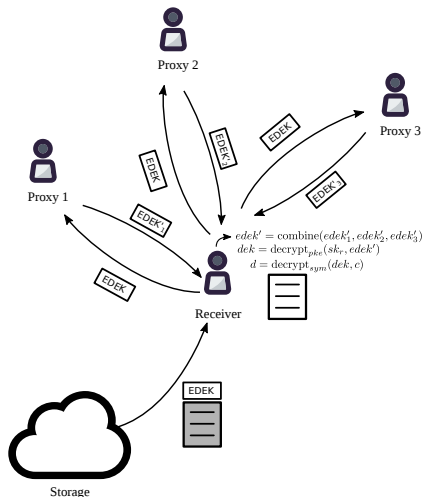 Proxy 2
Proxy 3
EDEK
EDEK'₂
EDEK
EDEK'₃
Proxy 1
EDEK'₁
EDEK
edek' = combine(edek'₁, edek'₂, edek'₃)
dek = decryptₚₖₑ(skᵣ, edek')
d = decryptₛᵧₘ(dek, c)
Receiver
EDEK
Storage